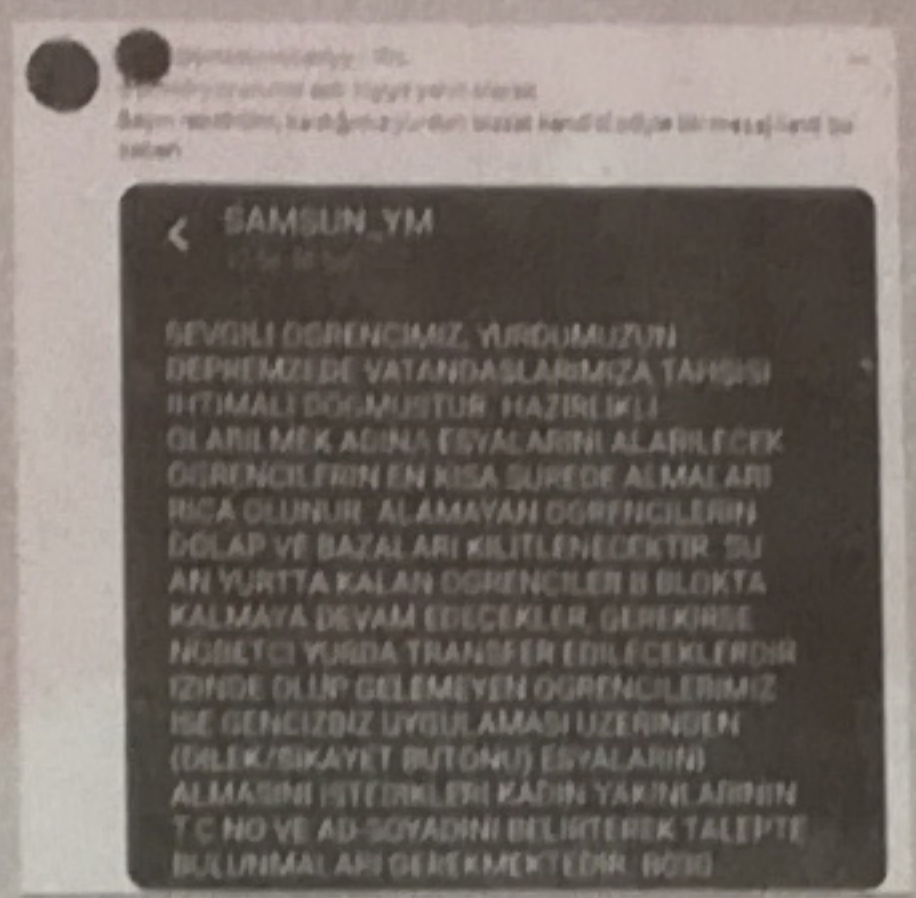 SAMSUN_YM
SEVGILI OGRENCIMIZ, YURDUMUZUN
DEPREMZEDE VATANDASLARIMIZA TAHSISI
IHTIMALI DOGMUSTUR. HAZIRLIKLI
OLABILMEK ADINA ESYALARINI ALABILECEK
OGRENCILERIN EN KISA SUREDE ALMALARI
RICA OLUNUR. ALAMAYAN OGRENCILERIN
DOLAP VE BAZALARI KILITLENECEKTIR. SU
AN YURTTA KALAN OGRENCILER B BLOKTA
KALMAYA DEVAM EDECEKLER, GEREKIRSE
NOBETCI YURDA TRANSFER EDILECEKLERDIR
IZINDE OLUP GELEMEYEN OGRENCILERIMIZ
ISE GENCIZBIZ UYGULAMASI UZERINDEN
(DILEK/SIKAYET BUTONU) ESYALARINI
ALMASINI ISTEDIKLERI KADIN YAKINLARININ
T.C NO VE AD-SOYADINI BELIRTEREK TALEPTE
BULUNMALARI GEREKMEKTEDIR.